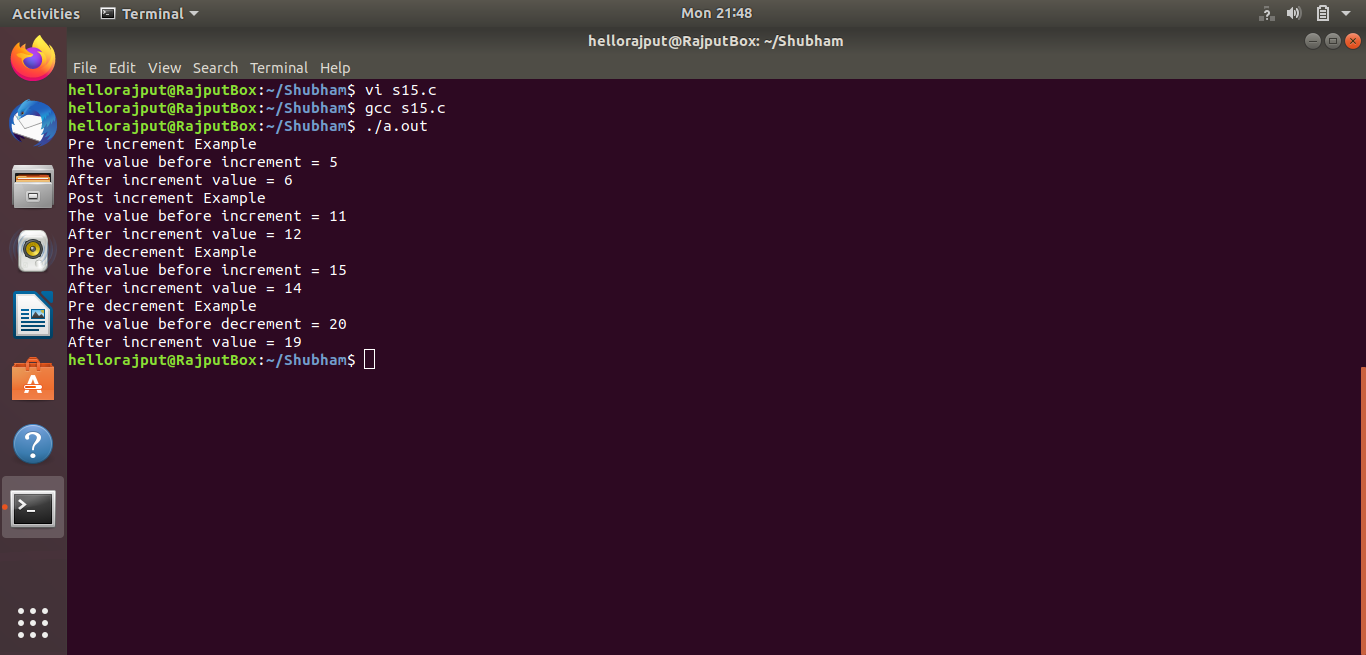 Activities Terminal Mon 21:48
hellorajput@RajputBox: ~/Shubham
File Edit View Search Terminal Help
hellorajput@RajputBox:~/Shubham$ vi s15.c
hellorajput@RajputBox:~/Shubham$ gcc s15.c
hellorajput@RajputBox:~/Shubham$ ./a.out
Pre increment Example
The value before increment = 5
After increment value = 6
Post increment Example
The value before increment = 11
After increment value = 12
Pre decrement Example
The value before increment = 15
After increment value = 14
Pre decrement Example
The value before decrement = 20
After increment value = 19
hellorajput@RajputBox:~/Shubham$